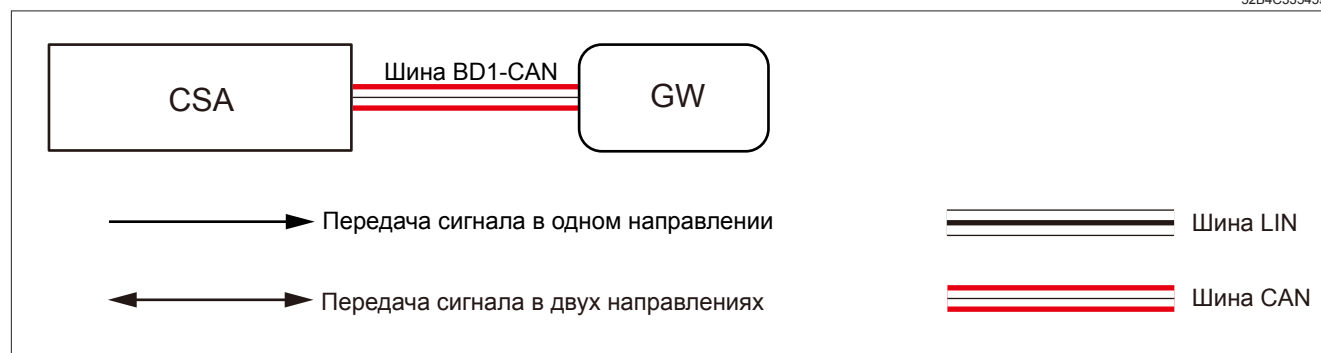 Шина BD1-CAN
CSA
GW
Передача сигнала в одном направлении
Шина LIN
Передача сигнала в двух направлениях
Шина CAN